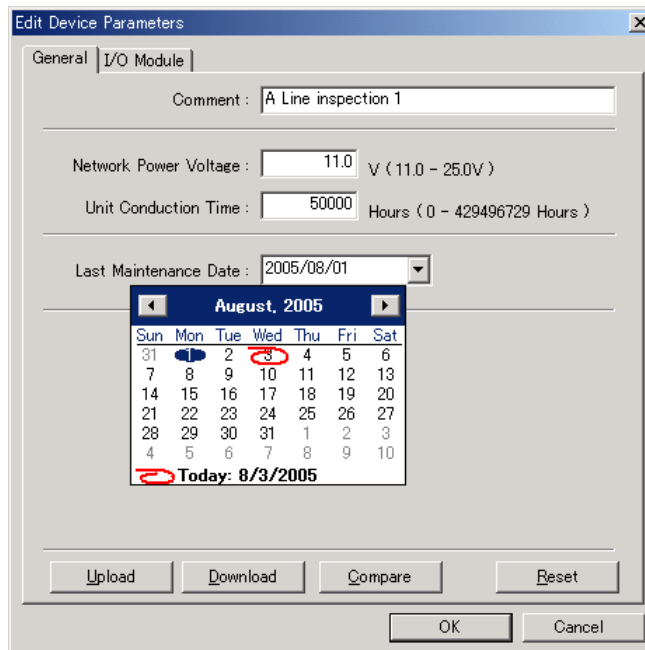 Edit Device Parameters
General I/O Module
Comment : A Line inspection 1
Network Power Voltage : 11.0 V ( 11.0 - 25.0V )
Unit Conduction Time : 50000 Hours ( 0 - 429496729 Hours )
Last Maintenance Date : 2005/08/01
August, 2005
Sun Mon Tue Wed Thu Fri Sat
31 1 2 3 4 5 6
7 8 9 10 11 12 13
14 15 16 17 18 19 20
21 22 23 24 25 26 27
28 29 30 31 1 2 3
4 5 6 7 8 9 10
Today: 8/3/2005
Upload Download Compare Reset
OK Cancel